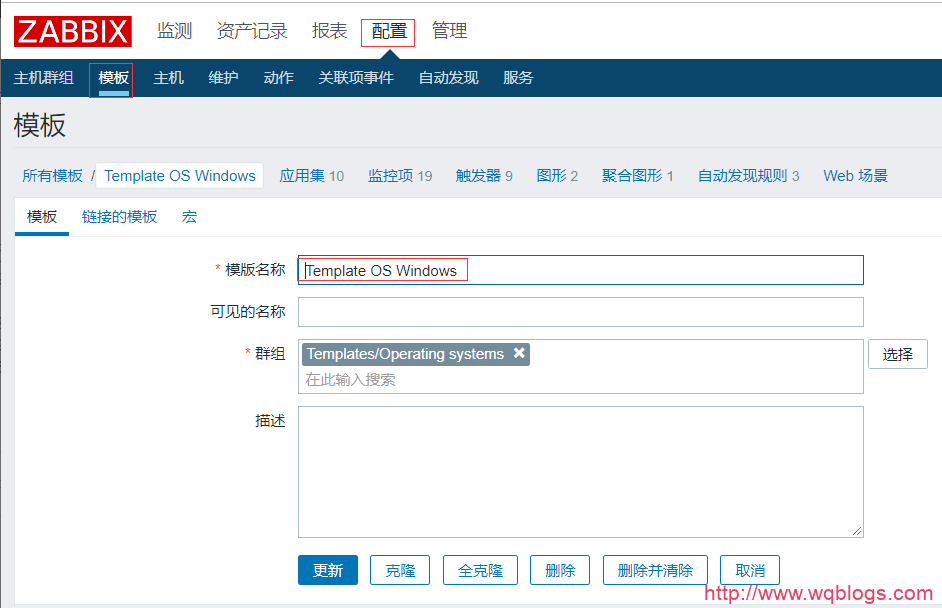 ZABBIX 监测 资产记录 报表 配置 管理
主机群组 模板 主机 维护 动作 关联项事件 自动发现 服务
模板
所有模板 / Template OS Windows 应用集 10 监控项 19 触发器 9 图形 2 聚合图形 1 自动发现规则 3 Web 场景
模板 链接的模板 宏
* 模版名称 Template OS Windows
可见的名称
* 群组 Templates/Operating systems ✖ 选择
在此输入搜索
描述
更新 克隆 全克隆 删除 删除并清除 取消
http://www.wqblogs.com